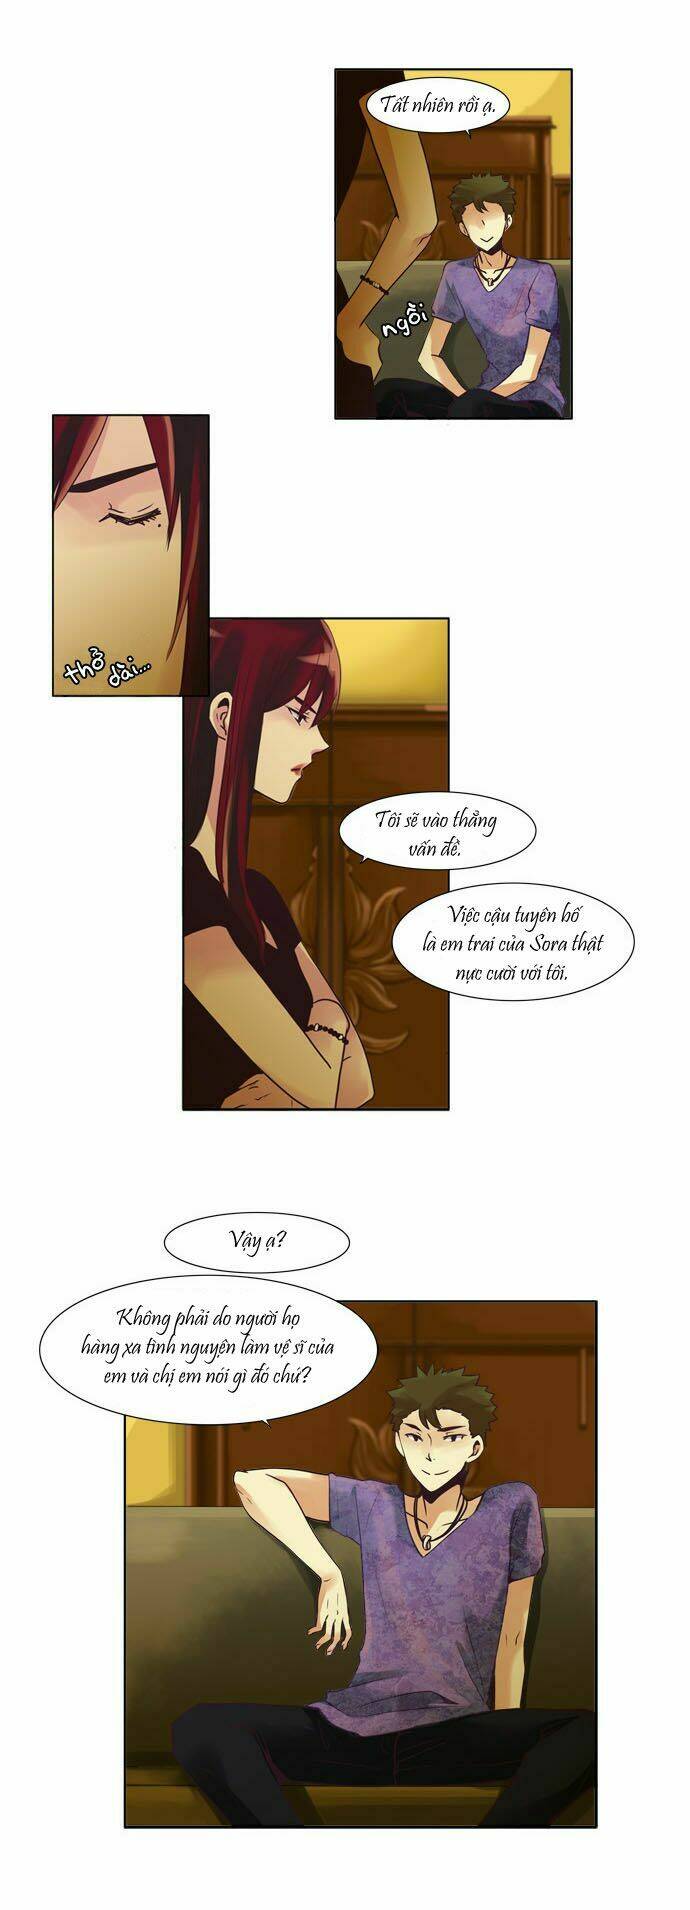 Tất nhiên rồi ạ.
ngồi
thở
dài...
Tôi sẽ vào thẳng
vấn đề.
Việc cậu tuyên bố
là em trai của Sora thật
nực cười với tôi.
Vậy ạ?
Không phải do người họ
hàng xa tình nguyện làm vệ sĩ của
em và chị em nói gì đó chứ?